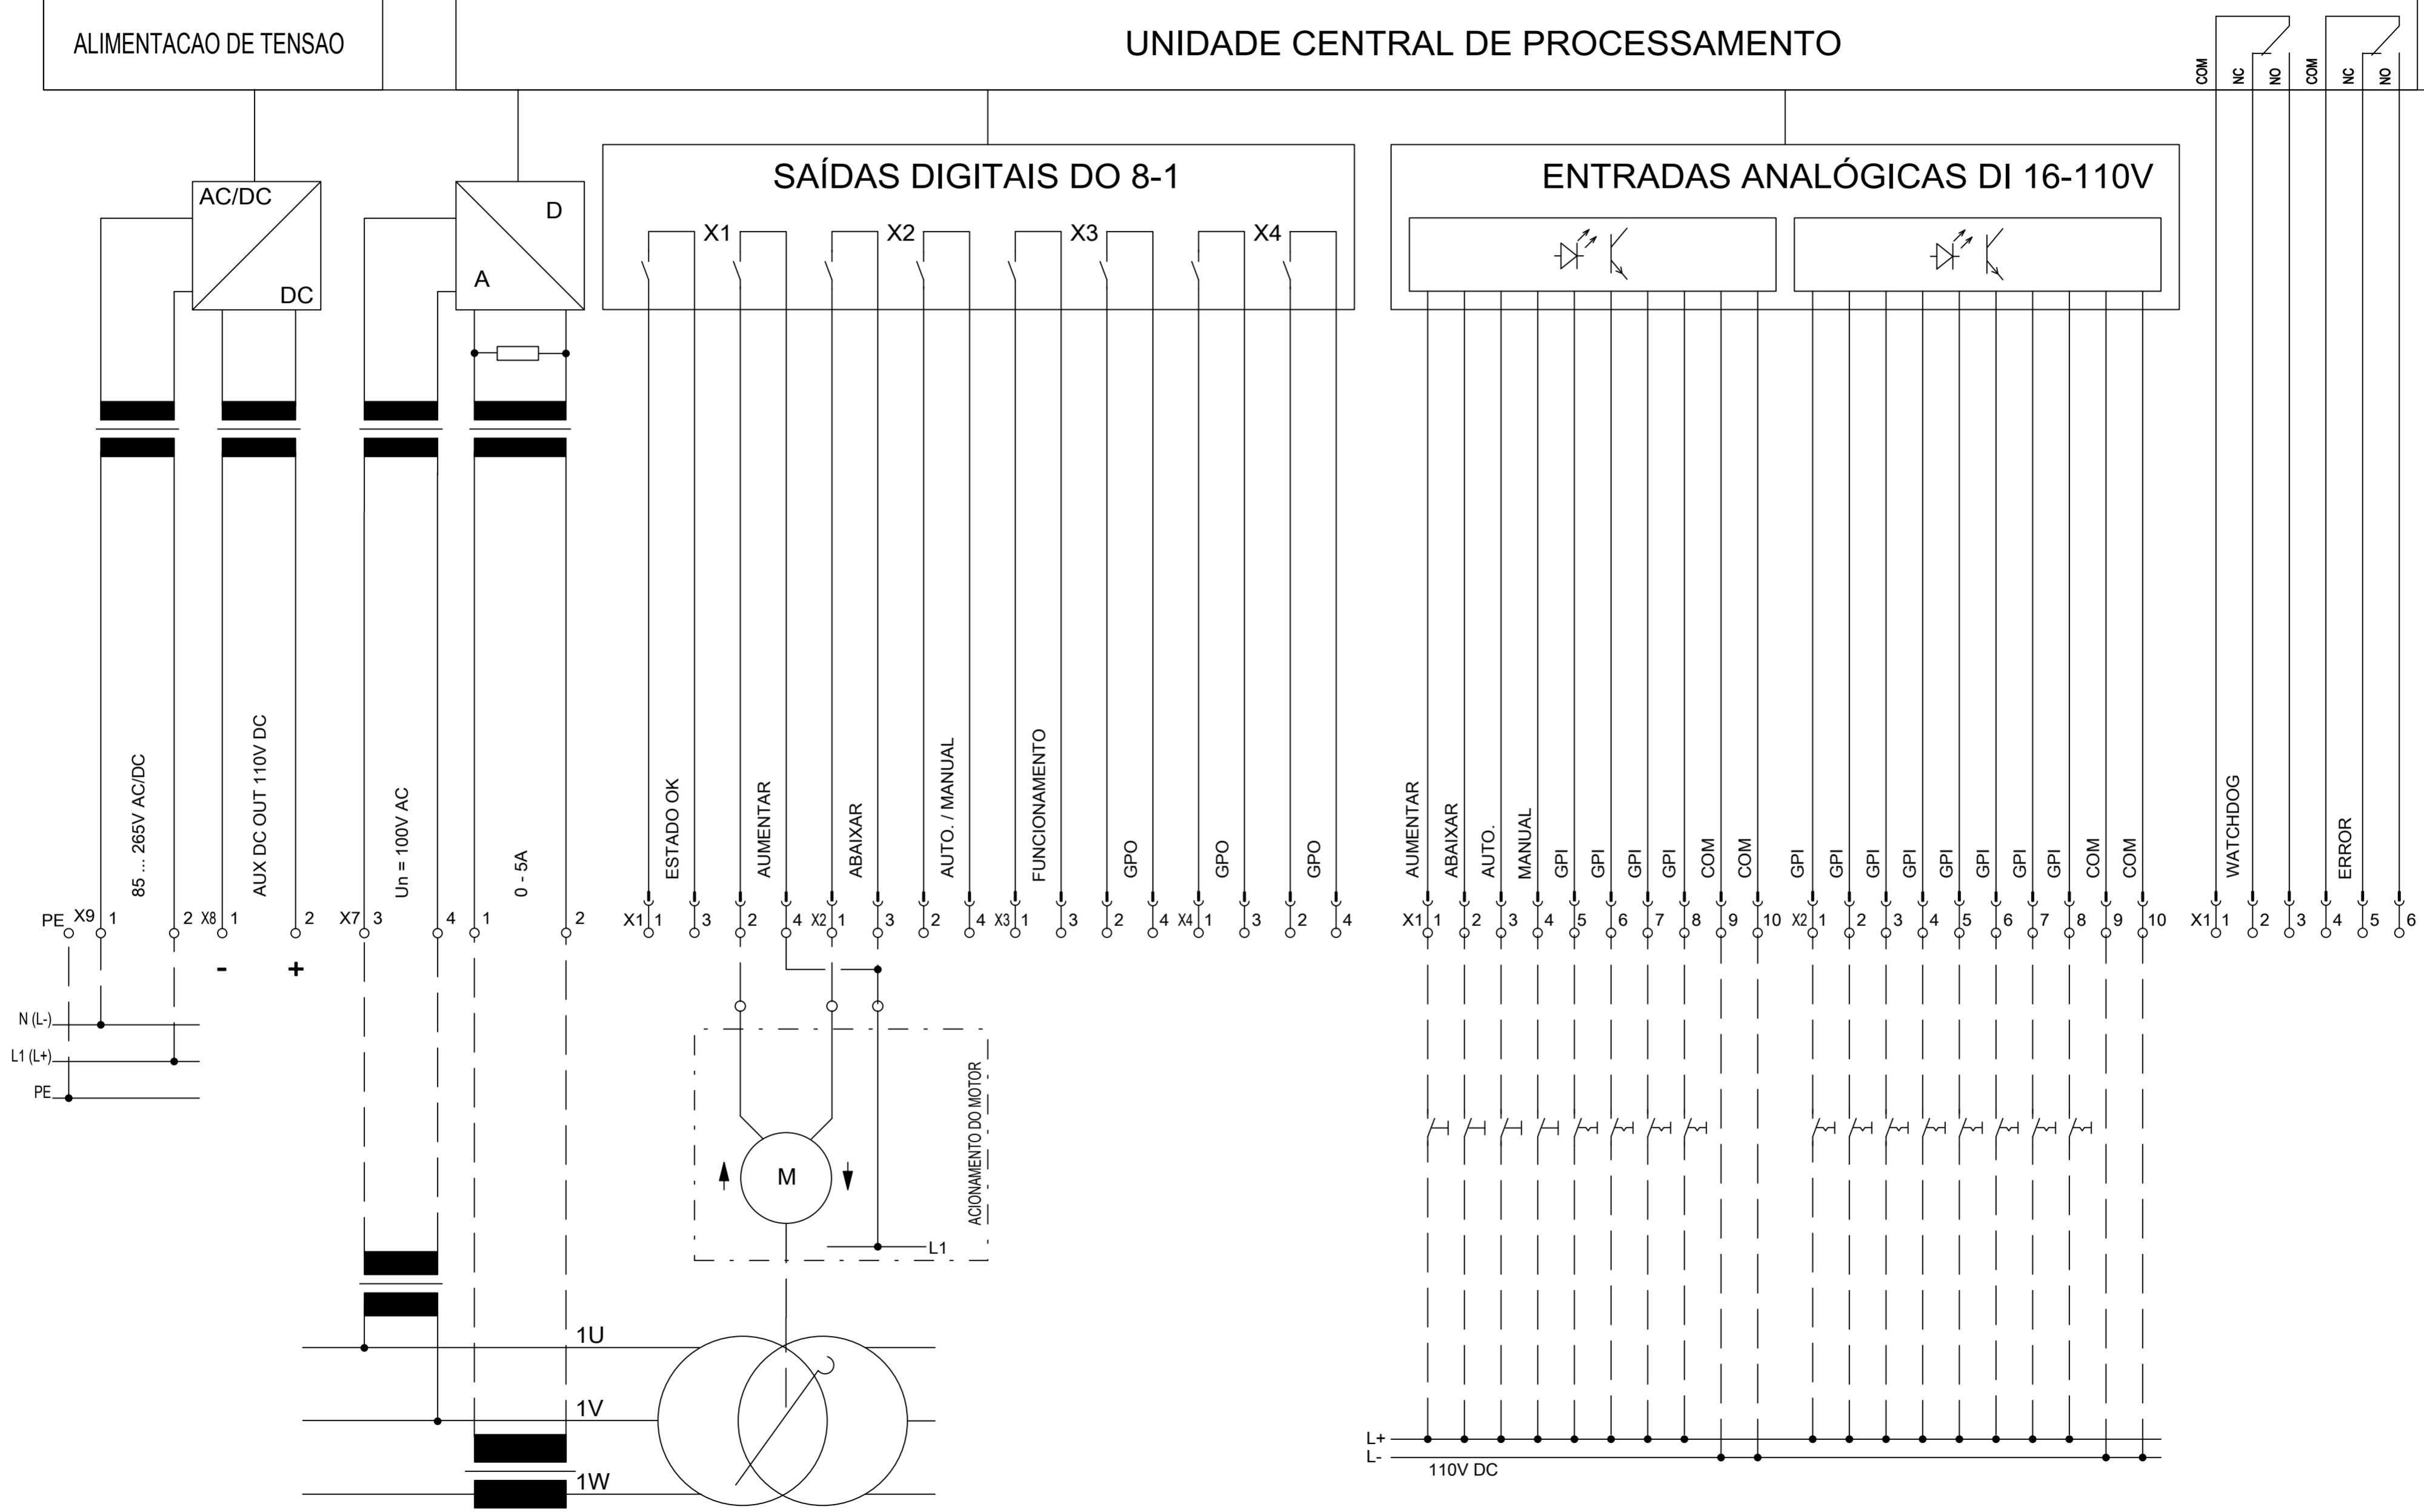 ALIMENTACAO DE TENSAO
UNIDADE CENTRAL DE PROCESSAMENTO
COM
NC
NO
COM
NC
NO
AC/DC
DC
D
A
SAÍDAS DIGITAIS DO 8-1
X1
X2
X3
X4
ENTRADAS ANALÓGICAS DI 16-110V
85 ... 265V AC/DC
AUX DC OUT 110V DC
Un = 100V AC
0 - 5A
ESTADO OK
AUMENTAR
ABAIXAR
AUTO. / MANUAL
FUNCIONAMENTO
GPO
GPO
GPO
AUMENTAR
ABAIXAR
AUTO.
MANUAL
GPI
GPI
GPI
GPI
COM
COM
GPI
GPI
GPI
GPI
GPI
GPI
GPI
GPI
COM
COM
WATCHDOG
ERROR
PE X9 1 2 X8 1 2 X7 3 4 1 2
X1 1 3 2 4 X2 1 3 2 4 X3 1 3 2 4 X4 1 3 2 4
X1 1 2 3 4 5 6 7 8 9 10 X2 1 2 3 4 5 6 7 8 9 10
X1 1 2 3 4 5 6
- +
N (L-)
L1 (L+)
PE
ACIONAMENTO DO MOTOR
M
L1
1U
1V
1W
L+
L-
110V DC